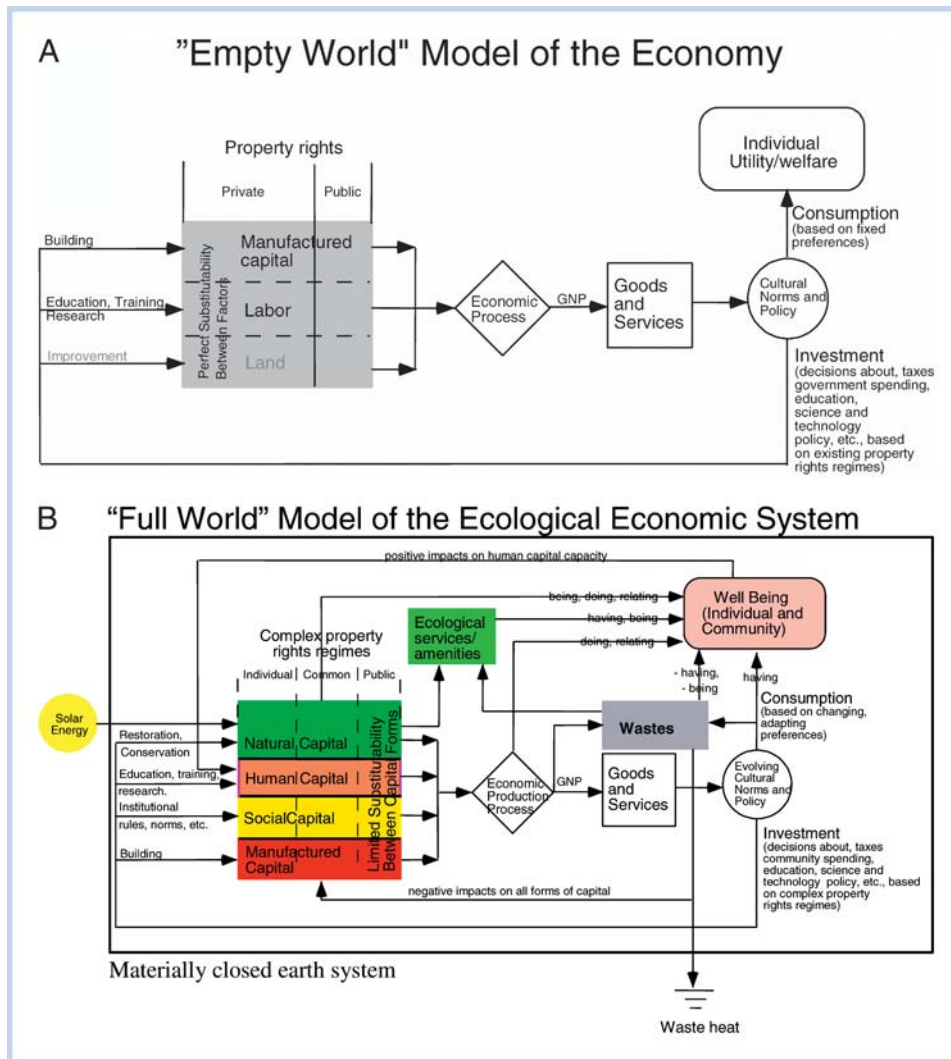 A
"Empty World" Model of the Economy
Property rights
Private
Public
Individual
Utility/welfare
Consumption
(based on fixed
preferences)
Building
Manufactured
capital
Education, Training,
Research
Labor
Improvement
Land
Perfect Substitutability
Between Factors
Economic
Process
GNP
Goods
and
Services
Cultural
Norms and
Policy
Investment
(decisions about, taxes
government spending,
education,
science and
technology
policy, etc., based
on existing property
rights regimes)
B
"Full World" Model of the Ecological Economic System
positive impacts on human capital capacity
being, doing, relating
having, being
doing, relating
Well Being
(Individual and
Community)
Ecological
services/
amenities
Complex property
rights regimes
Individual
Common
Public
- having,
- being
having
Consumption
(based on changing,
adapting
preferences)
Solar
Energy
Restoration,
Conservation
Natural Capital
Education, training,
research.
Human Capital
Institutional
rules, norms, etc.
SocialCapital
Building
Manufactured
Capital
Limited Substitutability
Between Capital Forms
Wastes
Economic
Production
Process
GNP
Goods
and
Services
Evolving
Cultural
Norms and
Policy
Investment
(decisions about, taxes
community spending,
education, science and
technology policy, etc., based
on complex property
rights regimes)
negative impacts on all forms of capital
Materially closed earth system
Waste heat